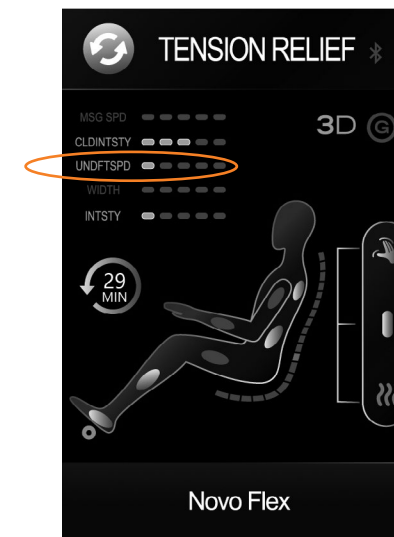 TENSION RELIEF
MSG SPD
3D G
CLDINTSTY
UNDFTSPD
WIDTH
INTSTY
29
MIN
Novo Flex